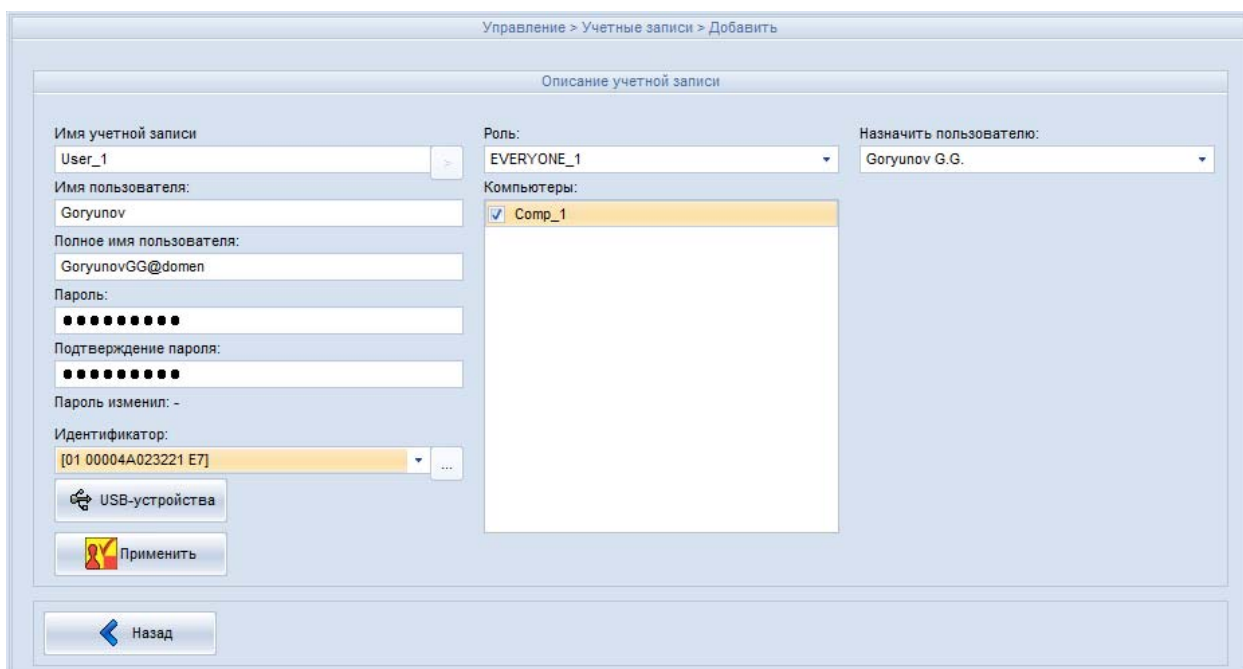 Управление > Учетные записи > Добавить
Описание учетной записи
Имя учетной записи
User_1
>
Имя пользователя:
Goryunov
Полное имя пользователя:
GoryunovGG@domen
Пароль:
●●●●●●●●●
Подтверждение пароля:
●●●●●●●●●
Пароль изменил: -
Идентификатор:
[01 00004A023221 E7]
...
USB-устройства
Применить
Роль:
EVERYONE_1
Компьютеры:
Comp_1
Назначить пользователю:
Goryunov G.G.
Назад